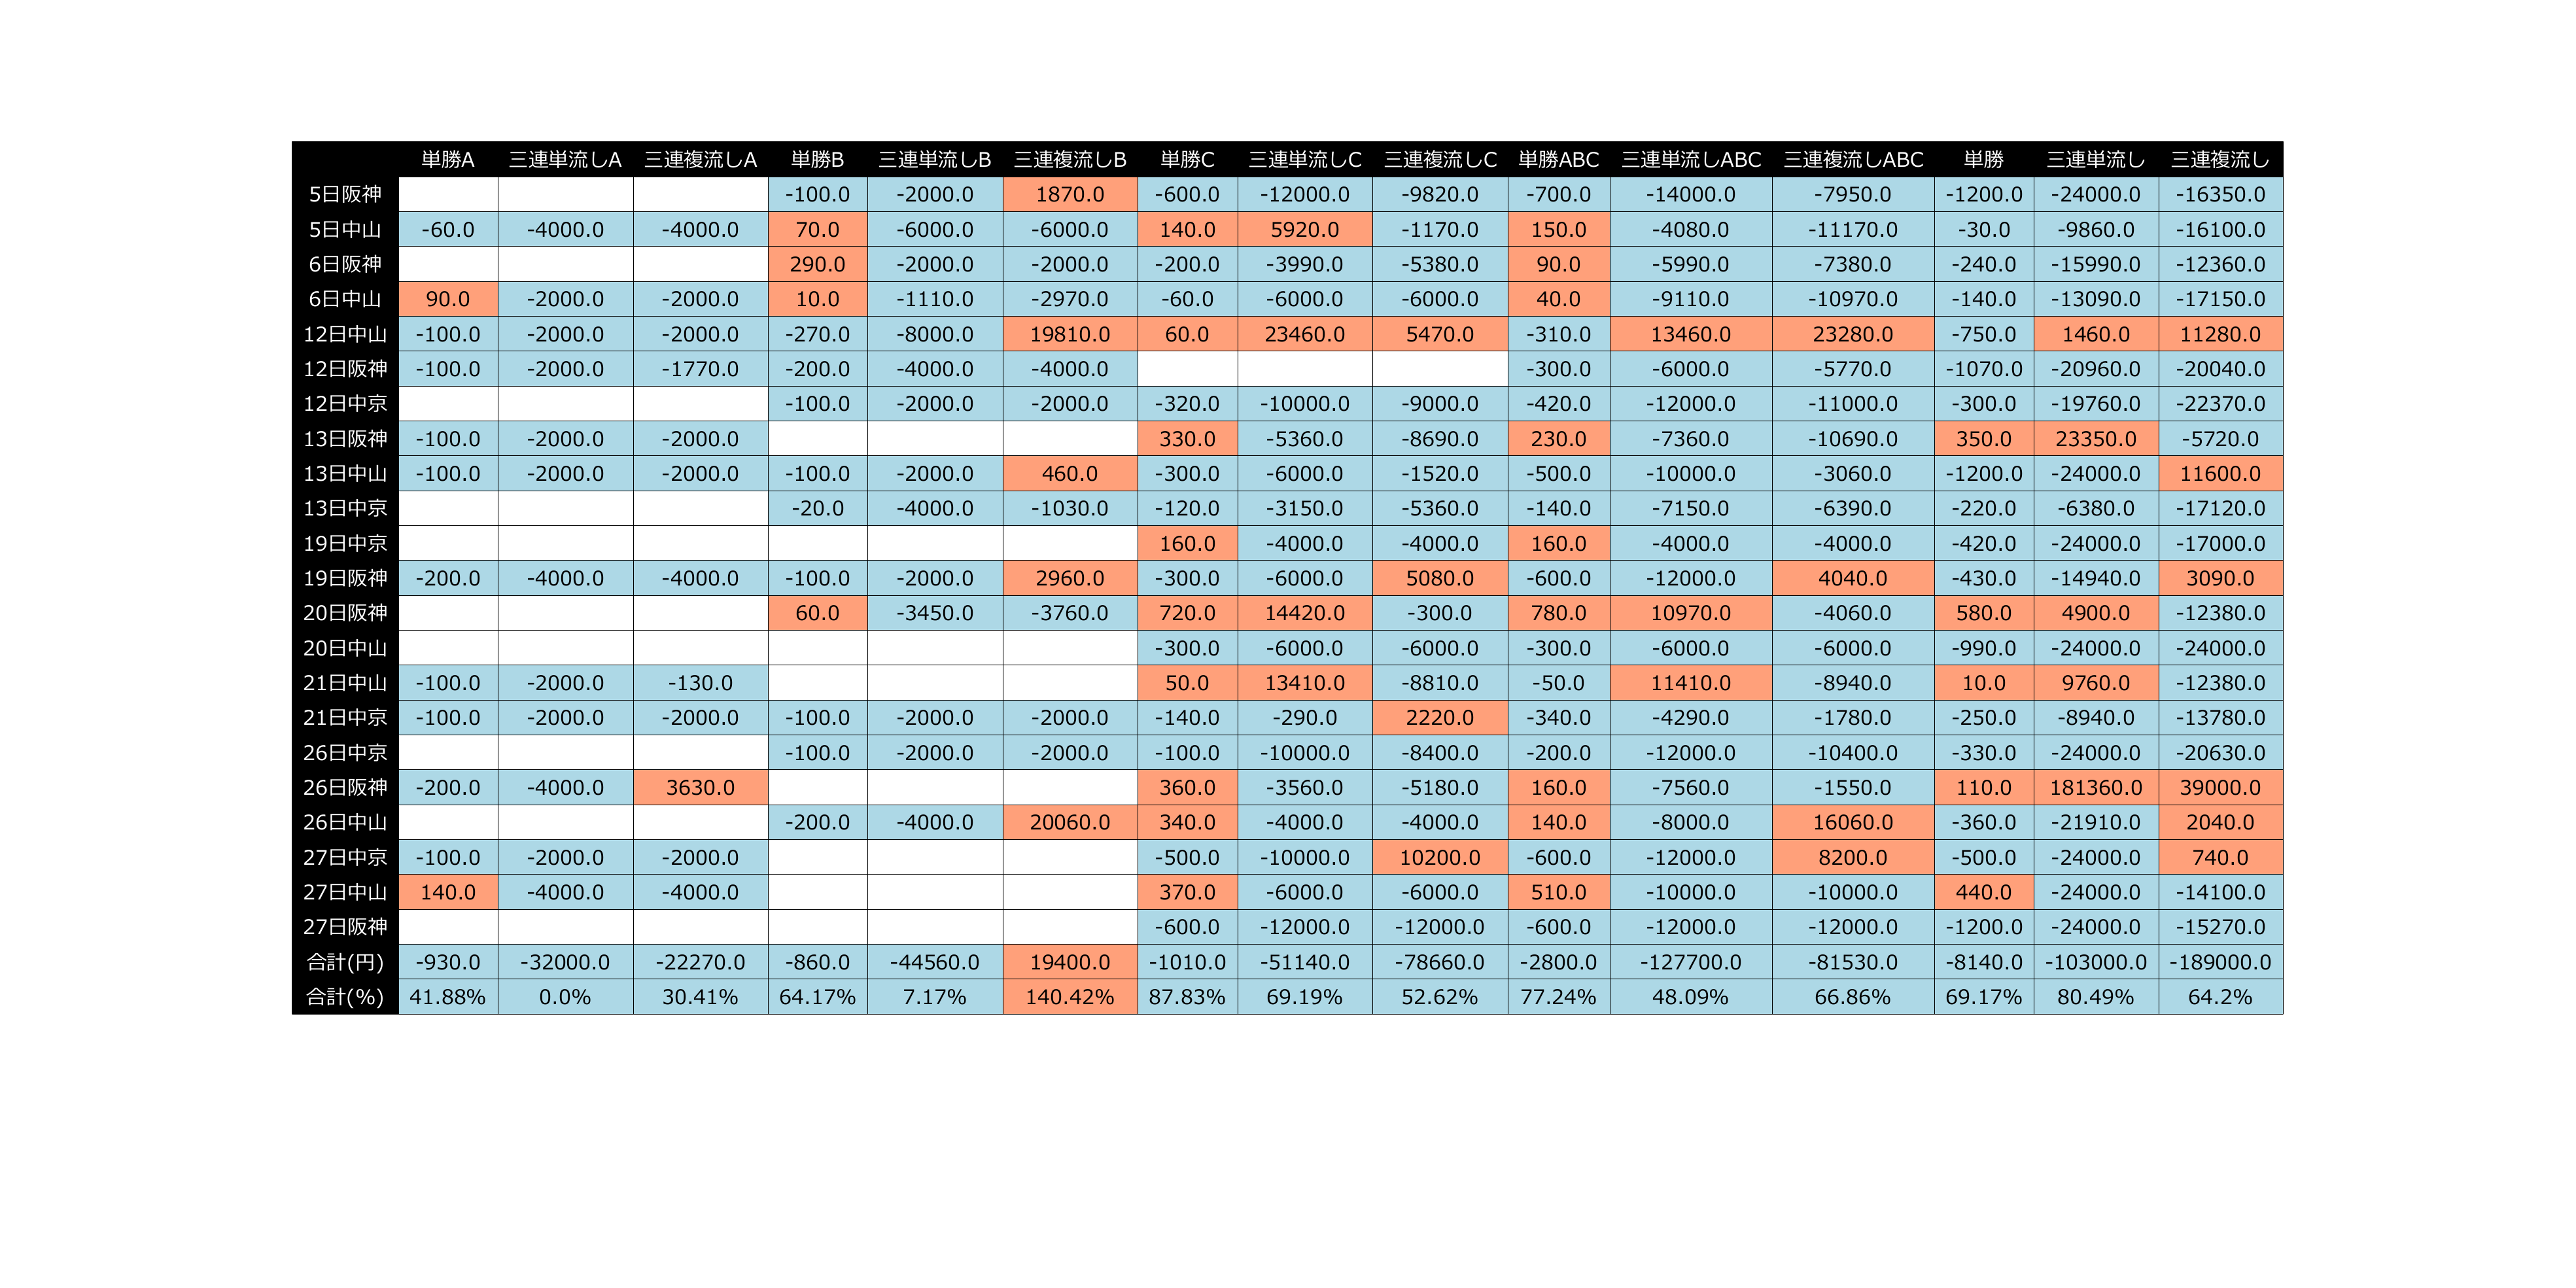 単勝A 三連単流しA 三連複流しA 単勝B 三連単流しB 三連複流しB 単勝C 三連単流しC 三連複流しC 単勝ABC 三連単流しABC 三連複流しABC 単勝 三連単流し 三連複流し
5日阪神 -100.0 -2000.0 1870.0 -600.0 -12000.0 -9820.0 -700.0 -14000.0 -7950.0 -1200.0 -24000.0 -16350.0
5日中山 -60.0 -4000.0 -4000.0 70.0 -6000.0 -6000.0 140.0 5920.0 -1170.0 150.0 -4080.0 -11170.0 -30.0 -9860.0 -16100.0
6日阪神 290.0 -2000.0 -2000.0 -200.0 -3990.0 -5380.0 90.0 -5990.0 -7380.0 -240.0 -15990.0 -12360.0
6日中山 90.0 -2000.0 -2000.0 10.0 -1110.0 -2970.0 -60.0 -6000.0 -6000.0 40.0 -9110.0 -10970.0 -140.0 -13090.0 -17150.0
12日中山 -100.0 -2000.0 -2000.0 -270.0 -8000.0 19810.0 60.0 23460.0 5470.0 -310.0 13460.0 23280.0 -750.0 1460.0 11280.0
12日阪神 -100.0 -2000.0 -1770.0 -200.0 -4000.0 -4000.0 -300.0 -6000.0 -5770.0 -1070.0 -20960.0 -20040.0
12日中京 -100.0 -2000.0 -2000.0 -320.0 -10000.0 -9000.0 -420.0 -12000.0 -11000.0 -300.0 -19760.0 -22370.0
13日阪神 -100.0 -2000.0 -2000.0 330.0 -5360.0 -8690.0 230.0 -7360.0 -10690.0 350.0 23350.0 -5720.0
13日中山 -100.0 -2000.0 -2000.0 -100.0 -2000.0 460.0 -300.0 -6000.0 -1520.0 -500.0 -10000.0 -3060.0 -1200.0 -24000.0 11600.0
13日中京 -20.0 -4000.0 -1030.0 -120.0 -3150.0 -5360.0 -140.0 -7150.0 -6390.0 -220.0 -6380.0 -17120.0
19日中京 160.0 -4000.0 -4000.0 160.0 -4000.0 -4000.0 -420.0 -24000.0 -17000.0
19日阪神 -200.0 -4000.0 -4000.0 -100.0 -2000.0 2960.0 -300.0 -6000.0 5080.0 -600.0 -12000.0 4040.0 -430.0 -14940.0 3090.0
20日阪神 60.0 -3450.0 -3760.0 720.0 14420.0 -300.0 780.0 10970.0 -4060.0 580.0 4900.0 -12380.0
20日中山 -300.0 -6000.0 -6000.0 -300.0 -6000.0 -6000.0 -990.0 -24000.0 -24000.0
21日中山 -100.0 -2000.0 -130.0 50.0 13410.0 -8810.0 -50.0 11410.0 -8940.0 10.0 9760.0 -12380.0
21日中京 -100.0 -2000.0 -2000.0 -100.0 -2000.0 -2000.0 -140.0 -290.0 2220.0 -340.0 -4290.0 -1780.0 -250.0 -8940.0 -13780.0
26日中京 -100.0 -2000.0 -2000.0 -100.0 -10000.0 -8400.0 -200.0 -12000.0 -10400.0 -330.0 -24000.0 -20630.0
26日阪神 -200.0 -4000.0 3630.0 360.0 -3560.0 -5180.0 160.0 -7560.0 -1550.0 110.0 181360.0 39000.0
26日中山 -200.0 -4000.0 20060.0 340.0 -4000.0 -4000.0 140.0 -8000.0 16060.0 -360.0 -21910.0 2040.0
27日中京 -100.0 -2000.0 -2000.0 -500.0 -10000.0 10200.0 -600.0 -12000.0 8200.0 -500.0 -24000.0 740.0
27日中山 140.0 -4000.0 -4000.0 370.0 -6000.0 -6000.0 510.0 -10000.0 -10000.0 440.0 -24000.0 -14100.0
27日阪神 -600.0 -12000.0 -12000.0 -600.0 -12000.0 -12000.0 -1200.0 -24000.0 -15270.0
合計(円) -930.0 -32000.0 -22270.0 -860.0 -44560.0 19400.0 -1010.0 -51140.0 -78660.0 -2800.0 -127700.0 -81530.0 -8140.0 -103000.0 -189000.0
合計(%) 41.88% 0.0% 30.41% 64.17% 7.17% 140.42% 87.83% 69.19% 52.62% 77.24% 48.09% 66.86% 69.17% 80.49% 64.2%